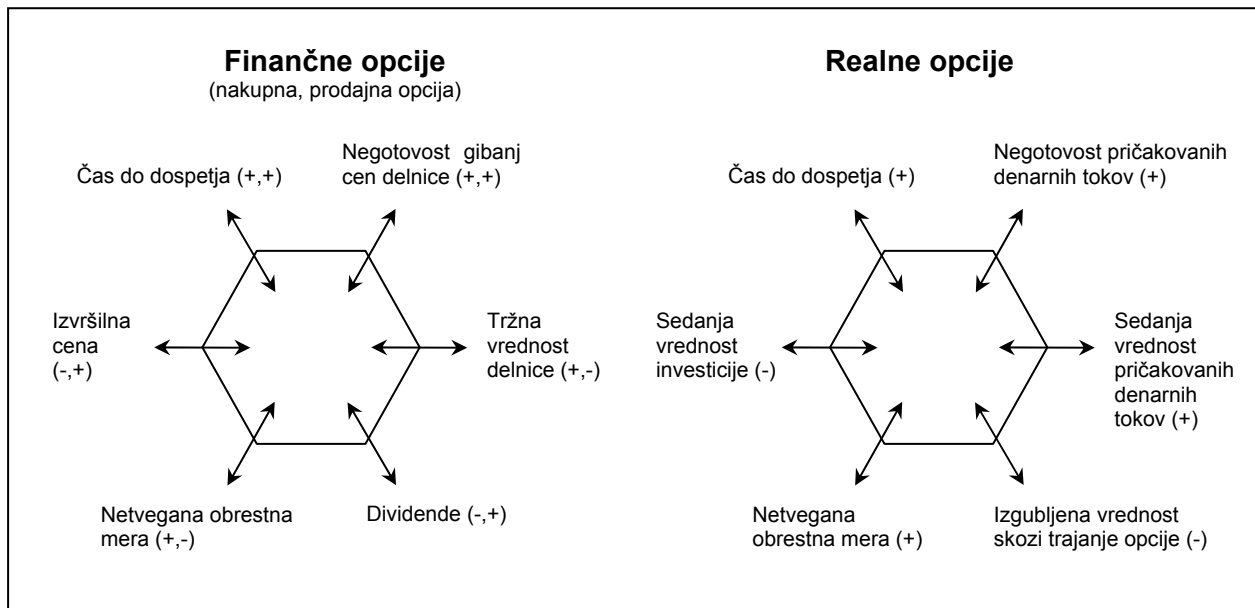 Finančne opcije
(nakupna, prodajna opcija)
Čas do dospetja (+,+)
Negotovost gibanj
cen delnice (+,+)
Izvršilna
cena
(-,+)
Tržna
vrednost
delnice (+,-)
Netvegana obrestna
mera (+,-)
Dividende (-,+)
Realne opcije
Čas do dospetja (+)
Negotovost pričakovanih
denarnih tokov (+)
Sedanja
vrednost
investicije (-)
Sedanja
vrednost
pričakovanih
denarnih
tokov (+)
Netvegana
obrestna mera (+)
Izgubljena vrednost
skozi trajanje opcije (-)